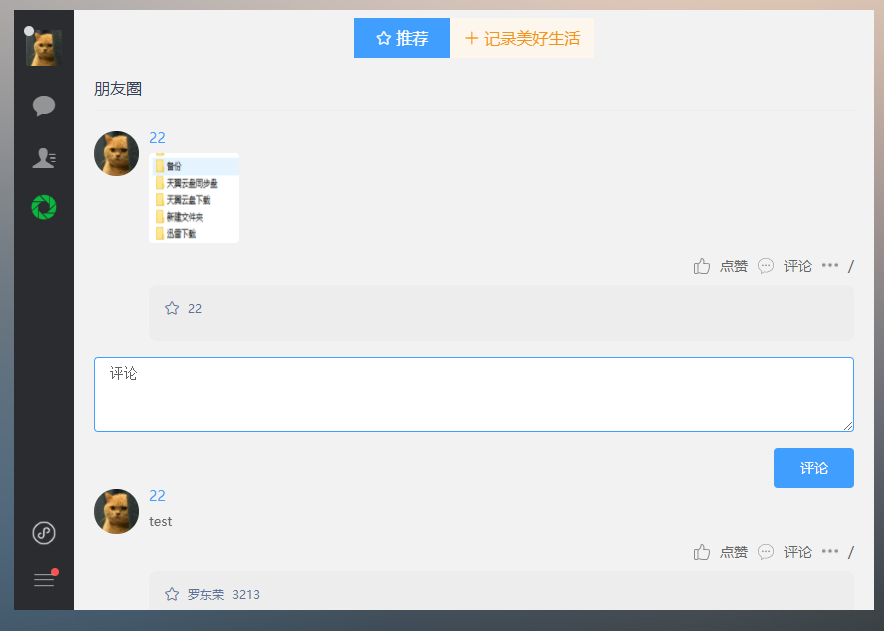 推荐
记录美好生活
朋友圈
22
备份
天翼云盘同步盘
天翼云盘下载
新建文件夹
迅雷下载
点赞 评论 /
22
评论
评论
22
test
点赞 评论 /
罗东荣 3213